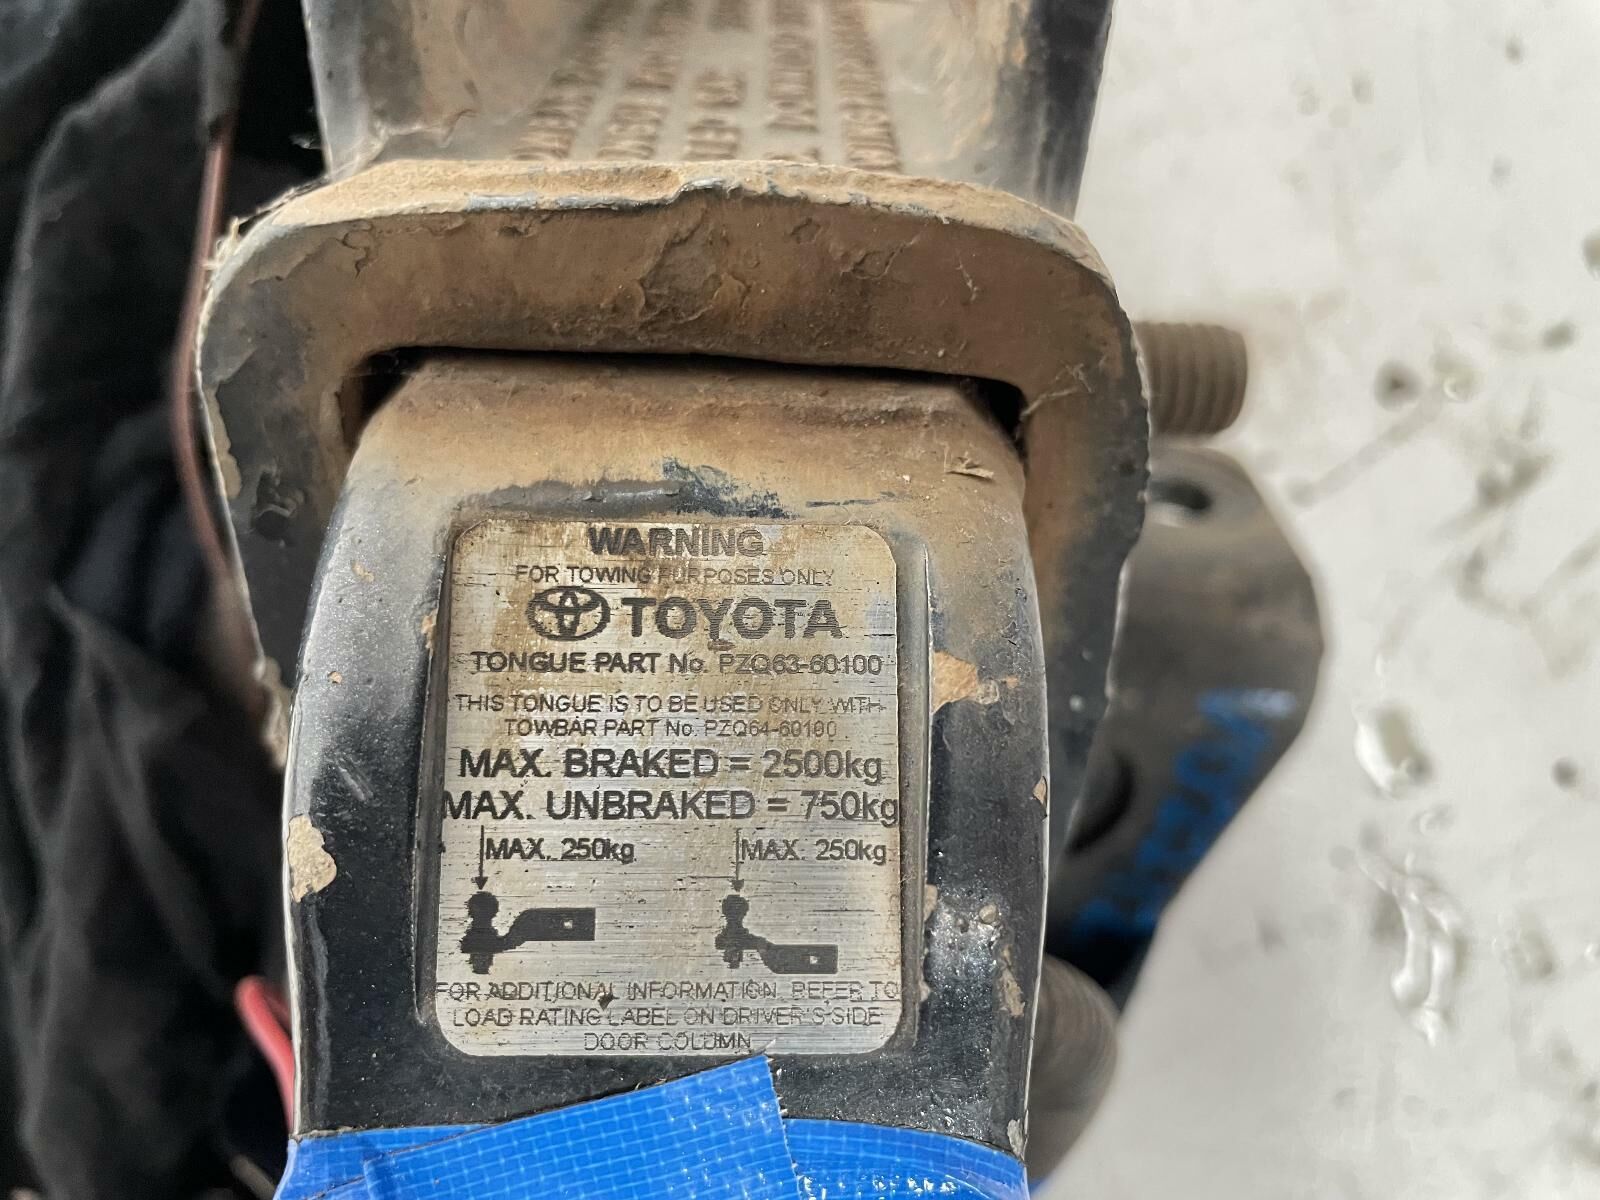 WARNING
FOR TOWING PURPOSES ONLY
TOYOTA
TONGUE PART No. PZQ63-60100
THIS TONGUE IS TO BE USED ONLY WITH
TOWBAR PART No. PZQ64-60100
MAX. BRAKED = 2500kg
MAX. UNBRAKED = 750kg
MAX. 250kg MAX. 250kg
FOR ADDITIONAL INFORMATION, REFER TO
LOAD RATING LABEL ON DRIVER'S SIDE
DOOR COLUMN